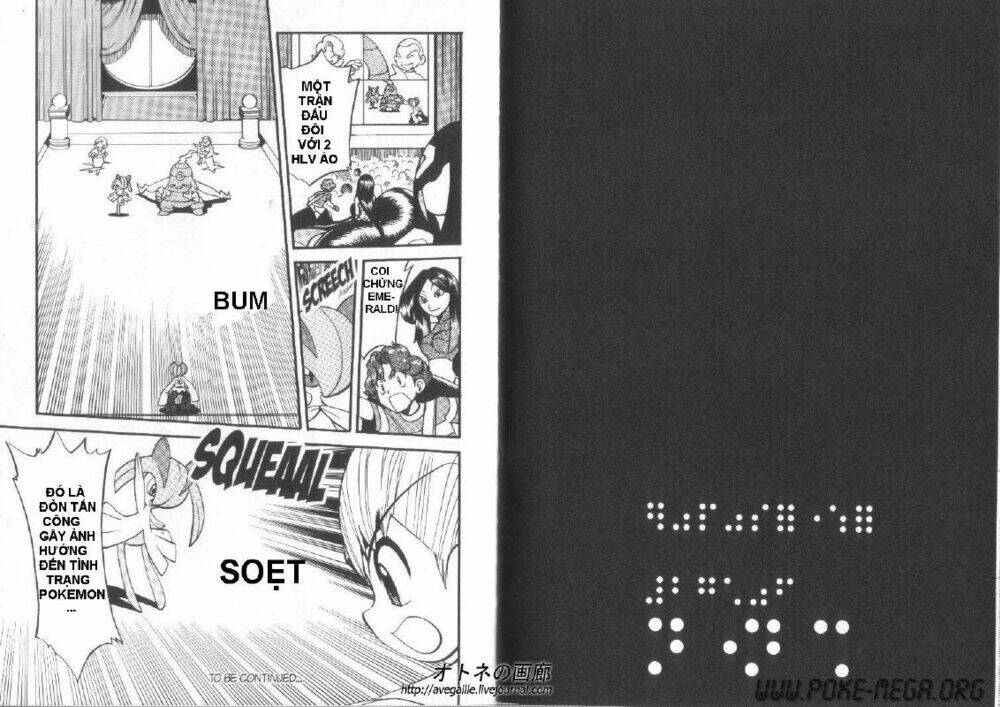 MỘT
TRẬN
ĐẤU
ĐÔI
VỚI 2
HLV ẢO
BUM
SCREECH!
COI
CHỪNG
EME-
RALD!
SQUEAAL
ĐÓ LÀ
ĐÒN TẤN
CÔNG
GÂY ẢNH
HƯỞNG
ĐẾN TÌNH
TRẠNG
POKEMON
...
SOẸT
TO BE CONTINUED...
オトネの画廊
http://avegaille.livejournal.com
WWW.POKE-MEGA.ORG